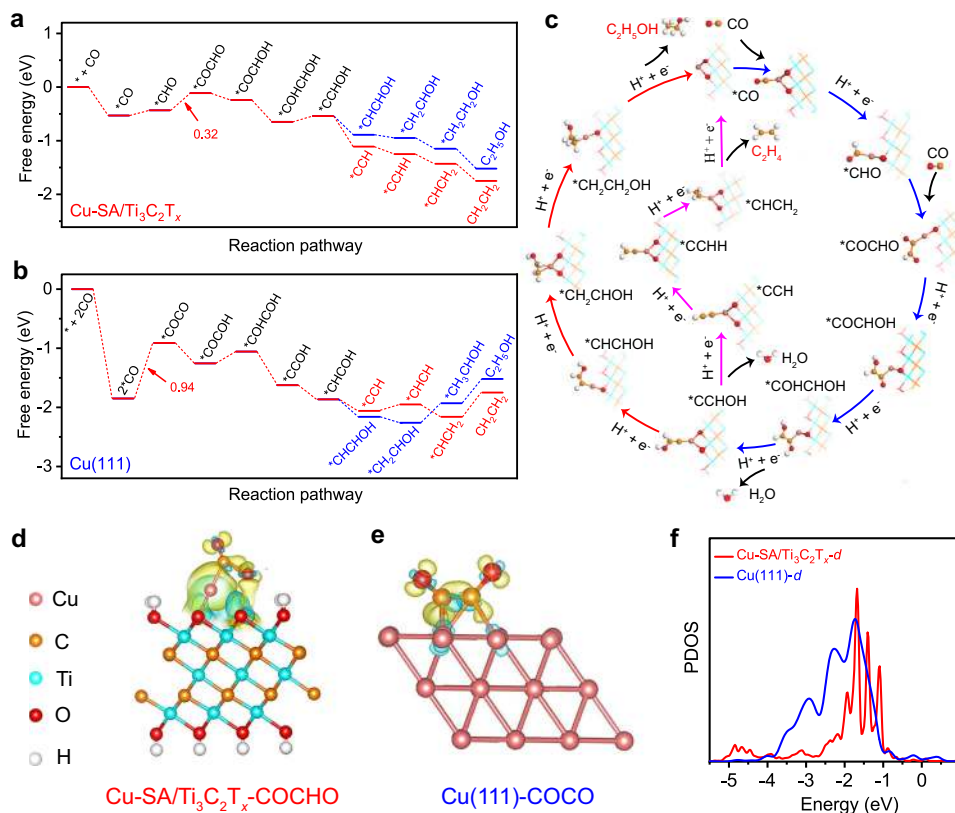 a
Free energy (eV)
0
-1
-2
* + CO
*CO
*CHO
*COCHO
*COCHOH
*COHCHOH
*CCHOH
*CHCHOH
*CH₂CHOH
*CH₂CH₂OH
C₂H₅OH
0.32
*CCH
*CCHH
*CHCH₂
CH₂CH₂
Cu-SA/Ti₃C₂Tₓ
Reaction pathway
b
Free energy (eV)
0
-1
-2
-3
* + 2CO
2*CO
*COCO
*COCOH
*COHCOH
*CCOH
*CHCOH
*CCH
*CHCH
*CH₃CHOH
C₂H₅OH
0.94
*CHCHOH
*CH₂CHOH
*CHCH₂
CH₂CH₂
Cu(111)
Reaction pathway
c
C₂H₅OH
CO
H⁺ + e⁻
*CO
H⁺ + e⁻
*CHO
CO
*COCHO
H⁺ + e⁻
*COCHOH
H⁺ + e⁻
*COHCHOH
H⁺ + e⁻
H₂O
*CCHOH
H⁺ + e⁻
*CHCHOH
H⁺ + e⁻
*CH₂CHOH
H⁺ + e⁻
*CH₂CH₂OH
H⁺ + e⁻
H₂O
*CCH
H⁺ + e⁻
*CCHH
H⁺ + e⁻
*CHCH₂
H⁺ + e
C₂H₄
d
Cu
C
Ti
O
H
Cu-SA/Ti₃C₂Tₓ-COCHO
e
Cu(111)-COCO
f
Cu-SA/Ti₃C₂Tₓ-d
Cu(111)-d
PDOS
-5 -4 -3 -2 -1 0
Energy (eV)